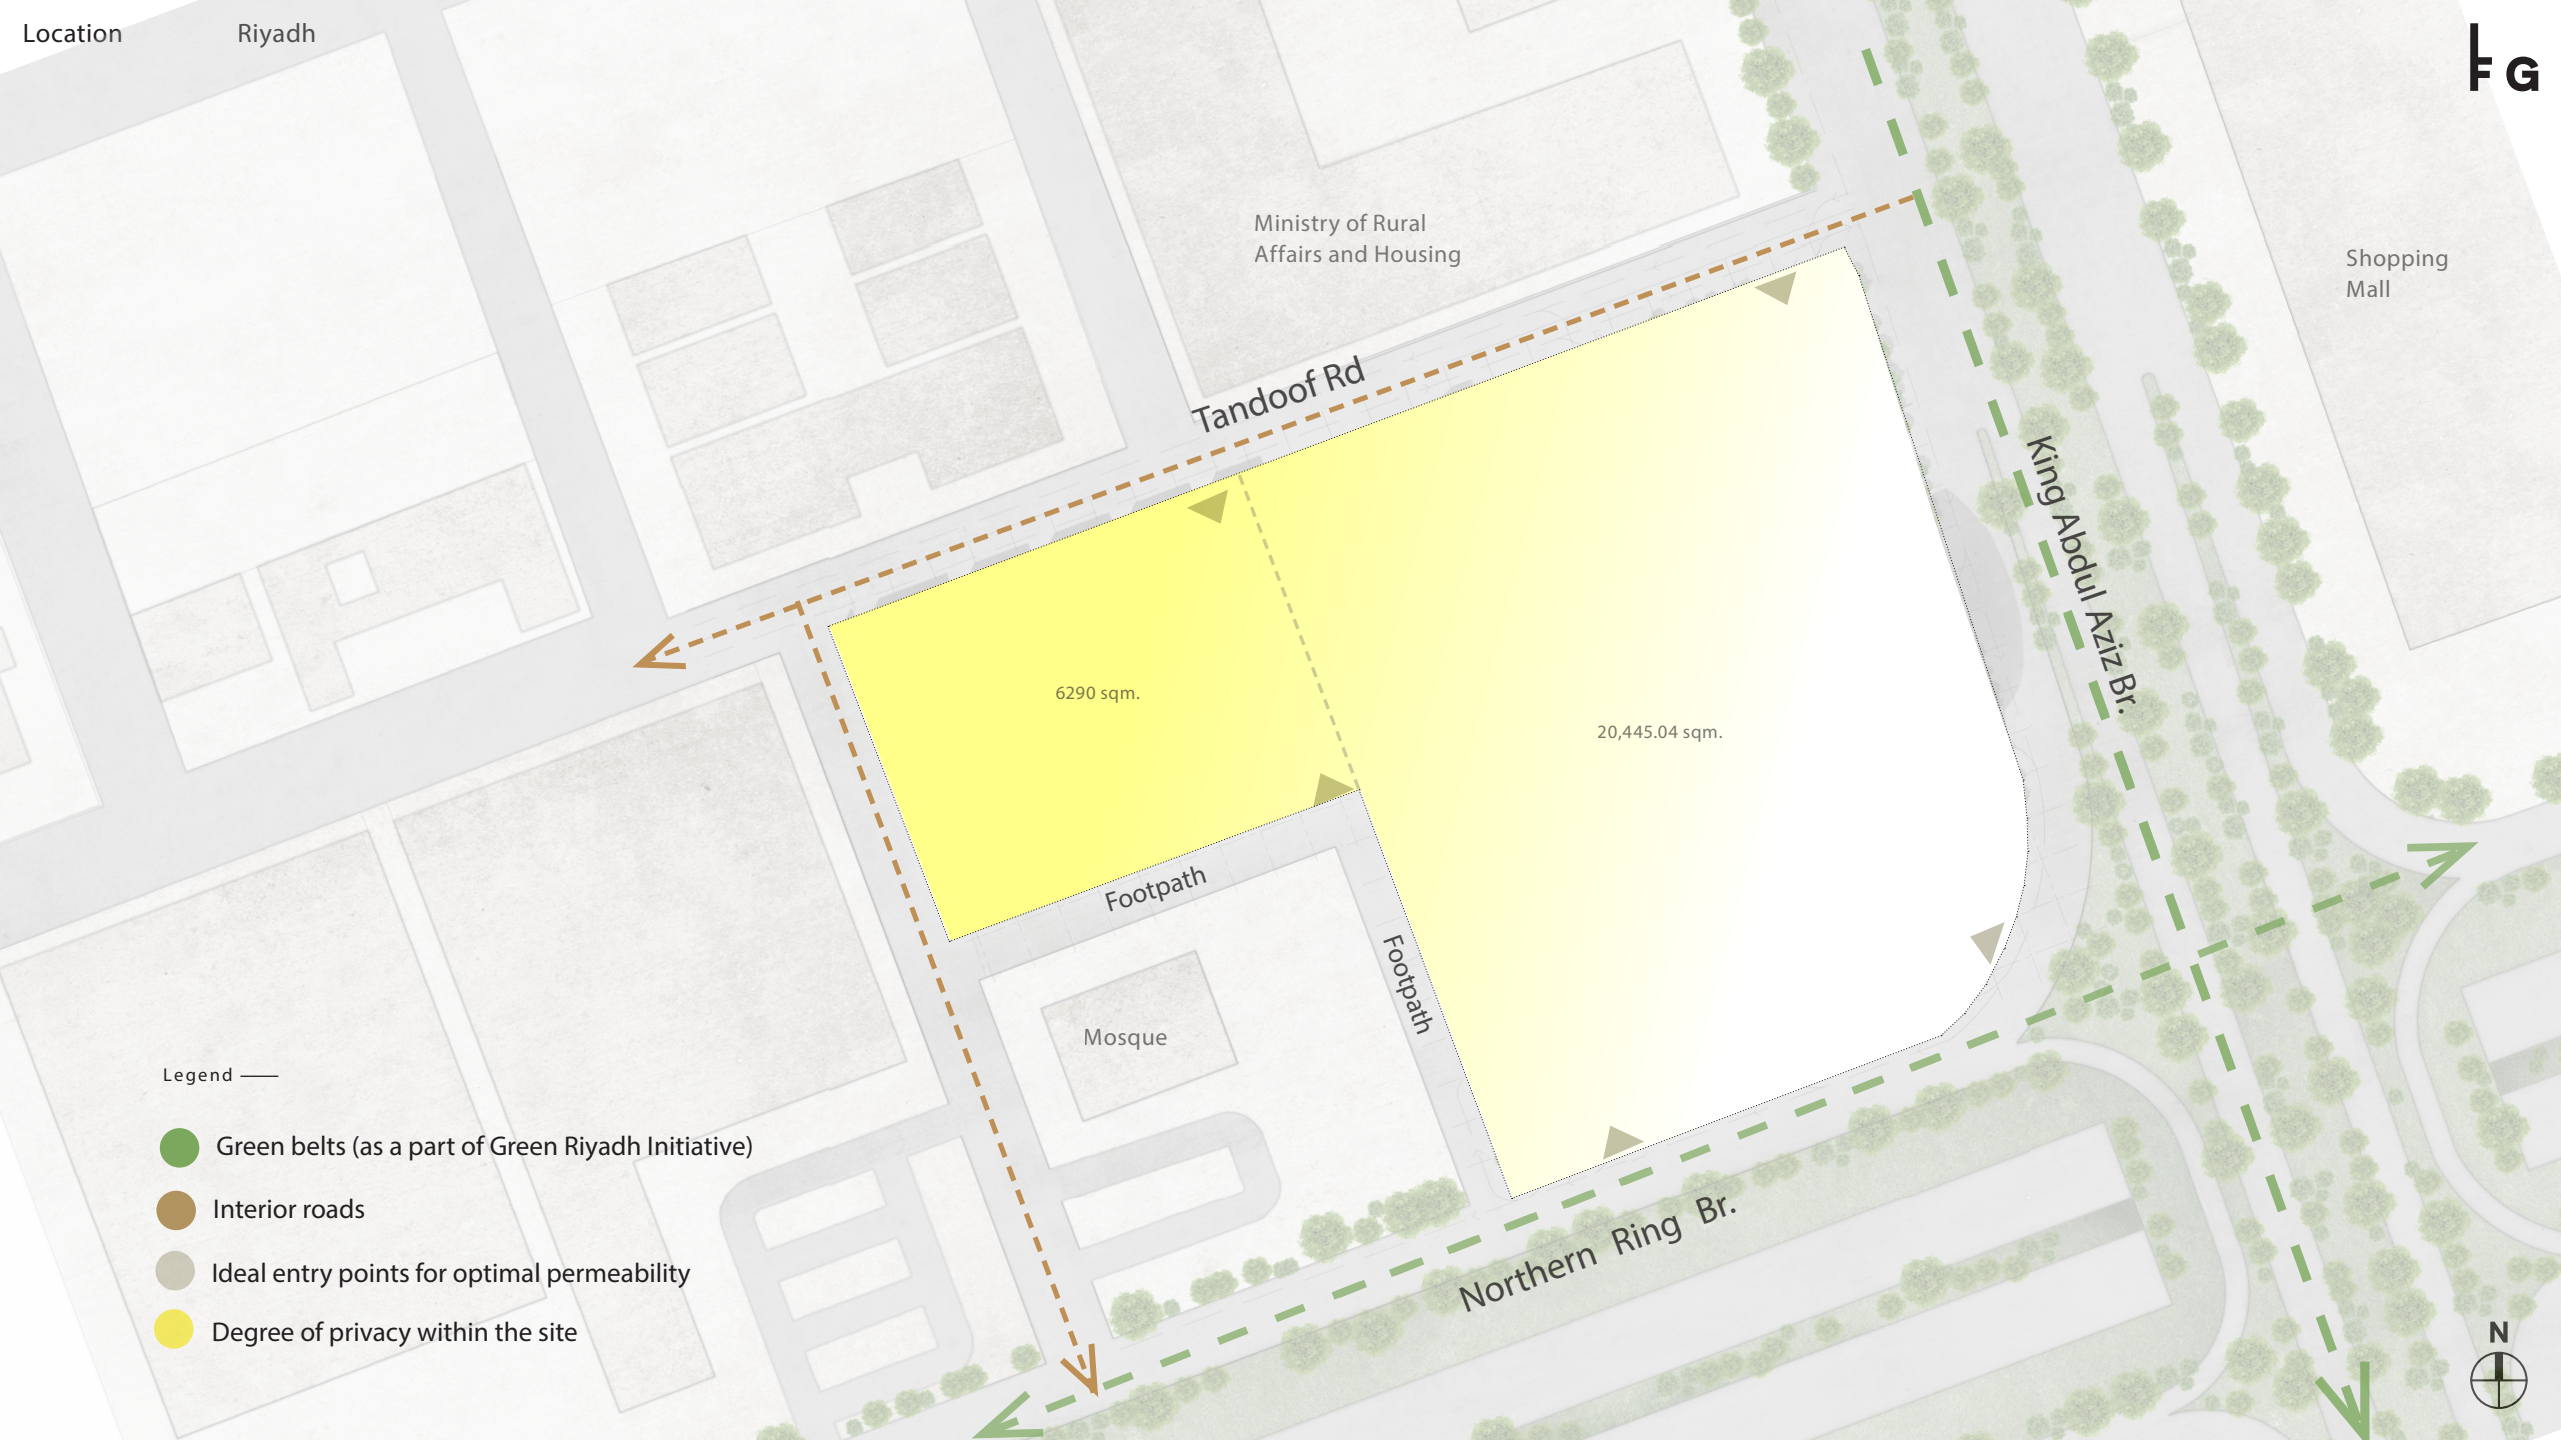 Location
Riyadh
F G
Ministry of Rural
Affairs and Housing
Shopping
Mall
Tandoof Rd
King Abdul Aziz Br.
6290 sqm.
20,445.04 sqm.
Footpath
Footpath
Mosque
Northern Ring Br.
Legend
Green belts (as a part of Green Riyadh Initiative)
Interior roads
Ideal entry points for optimal permeability
Degree of privacy within the site
N